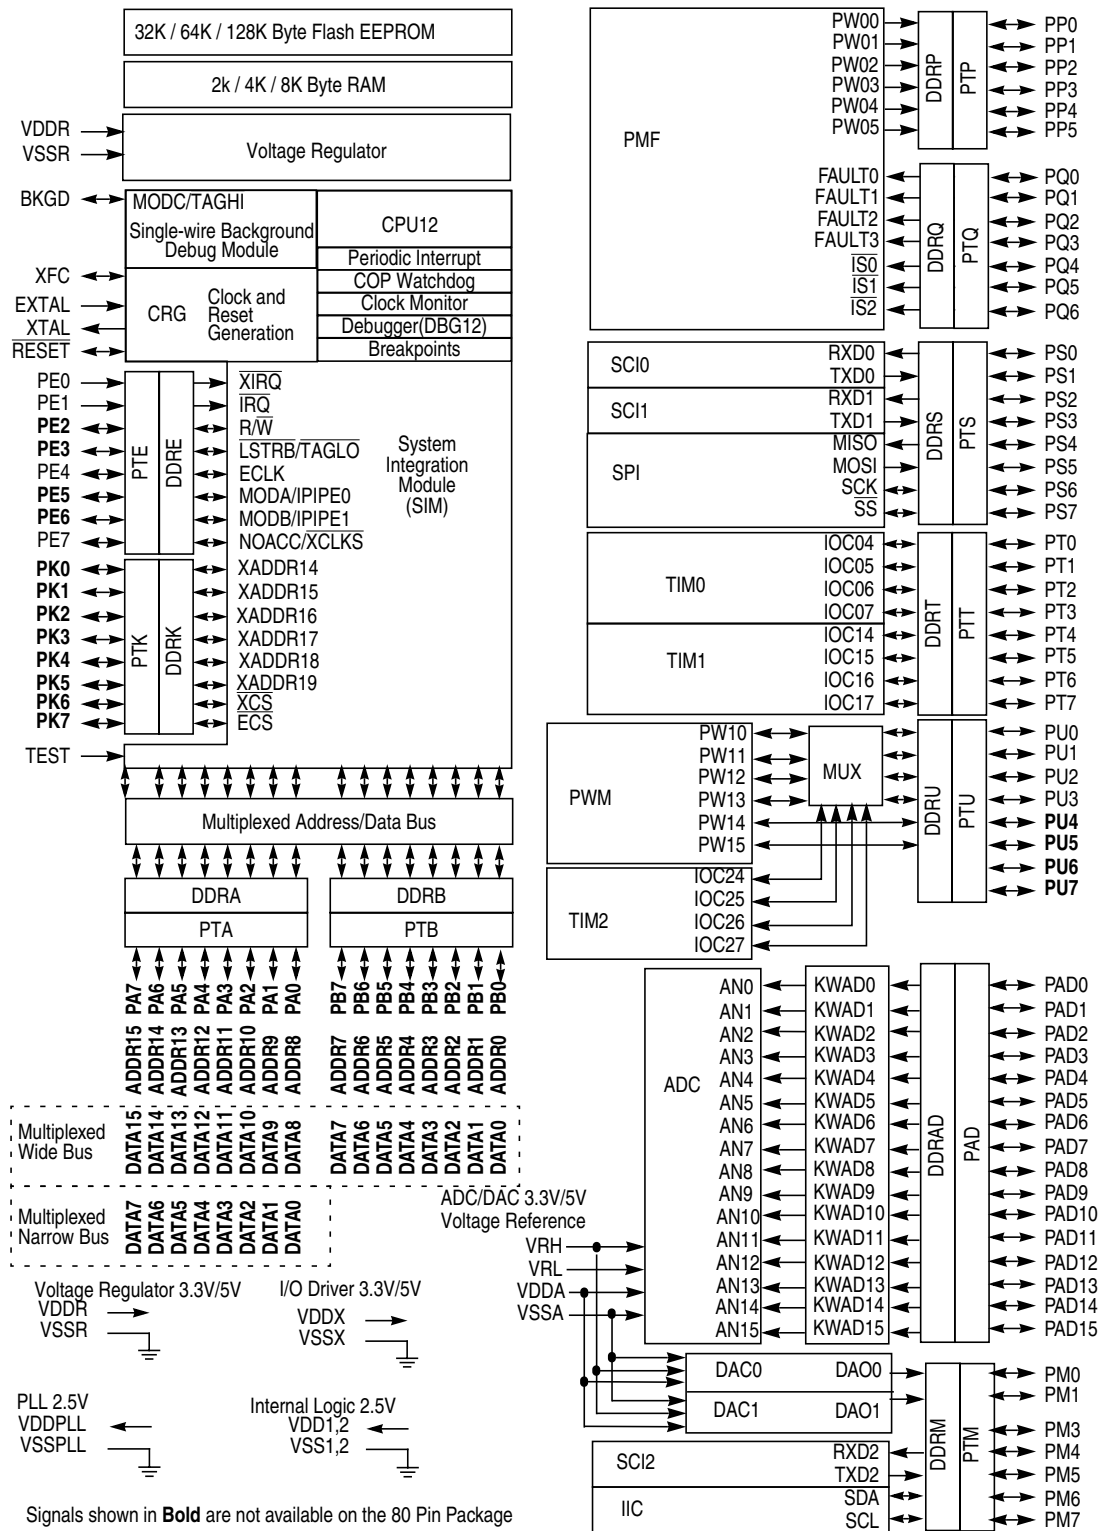 32K / 64K / 128K Byte Flash EEPROM
2k / 4K / 8K Byte RAM
VDDR
VSSR
Voltage Regulator
BKGD
MODC/TAGHI
Single-wire Background
Debug Module
CPU12
Periodic Interrupt
COP Watchdog
Clock Monitor
Debugger(DBG12)
Breakpoints
XFC
EXTAL
XTAL
RESET
CRG
Clock and
Reset
Generation
PE0
PE1
PE2
PE3
PE4
PE5
PE6
PE7
PTE
DDRE
XIRQ
IRQ
R/W
LSTRB/TAGLO
ECLK
MODA/IPIPE0
MODB/IPIPE1
NOACC/XCLKS
System
Integration
Module
(SIM)
PK0
PK1
PK2
PK3
PK4
PK5
PK6
PK7
PTK
DDRK
XADDR14
XADDR15
XADDR16
XADDR17
XADDR18
XADDR19
XCS
ECS
TEST
Multiplexed Address/Data Bus
DDRA
DDRB
PTA
PTB
PA7 PA6 PA5 PA4 PA3 PA2 PA1 PA0
PB7 PB6 PB5 PB4 PB3 PB2 PB1 PB0
ADDR15 ADDR14 ADDR13 ADDR12 ADDR11 ADDR10 ADDR9 ADDR8
ADDR7 ADDR6 ADDR5 ADDR4 ADDR3 ADDR2 ADDR1 ADDR0
Multiplexed
Wide Bus
DATA15 DATA14 DATA13 DATA12 DATA11 DATA10 DATA9 DATA8
DATA7 DATA6 DATA5 DATA4 DATA3 DATA2 DATA1 DATA0
Multiplexed
Narrow Bus
DATA7 DATA6 DATA5 DATA4 DATA3 DATA2 DATA1 DATA0
Voltage Regulator 3.3V/5V
VDDR
VSSR
I/O Driver 3.3V/5V
VDDX
VSSX
PLL 2.5V
VDDPLL
VSSPLL
Internal Logic 2.5V
VDD1,2
VSS1,2
Signals shown in Bold are not available on the 80 Pin Package
PMF
PW00
PW01
PW02
PW03
PW04
PW05
DDRP
PTP
PP0
PP1
PP2
PP3
PP4
PP5
FAULT0
FAULT1
FAULT2
FAULT3
IS0
IS1
IS2
DDRQ
PTQ
PQ0
PQ1
PQ2
PQ3
PQ4
PQ5
PQ6
SCI0
RXD0
TXD0
SCI1
RXD1
TXD1
SPI
MISO
MOSI
SCK
SS
DDRS
PTS
PS0
PS1
PS2
PS3
PS4
PS5
PS6
PS7
TIM0
IOC04
IOC05
IOC06
IOC07
TIM1
IOC14
IOC15
IOC16
IOC17
DDRT
PTT
PT0
PT1
PT2
PT3
PT4
PT5
PT6
PT7
PWM
PW10
PW11
PW12
PW13
PW14
PW15
MUX
DDRU
PTU
PU0
PU1
PU2
PU3
PU4
PU5
PU6
PU7
TIM2
IOC24
IOC25
IOC26
IOC27
ADC
AN0
AN1
AN2
AN3
AN4
AN5
AN6
AN7
AN8
AN9
AN10
AN11
AN12
AN13
AN14
AN15
KWAD0
KWAD1
KWAD2
KWAD3
KWAD4
KWAD5
KWAD6
KWAD7
KWAD8
KWAD9
KWAD10
KWAD11
KWAD12
KWAD13
KWAD14
KWAD15
DDRAD
PAD
PAD0
PAD1
PAD2
PAD3
PAD4
PAD5
PAD6
PAD7
PAD8
PAD9
PAD10
PAD11
PAD12
PAD13
PAD14
PAD15
ADC/DAC 3.3V/5V
Voltage Reference
VRH
VRL
VDDA
VSSA
DAC0
DAO0
DAC1
DAO1
SCI2
RXD2
TXD2
IIC
SDA
SCL
DDRM
PTM
PM0
PM1
PM3
PM4
PM5
PM6
PM7